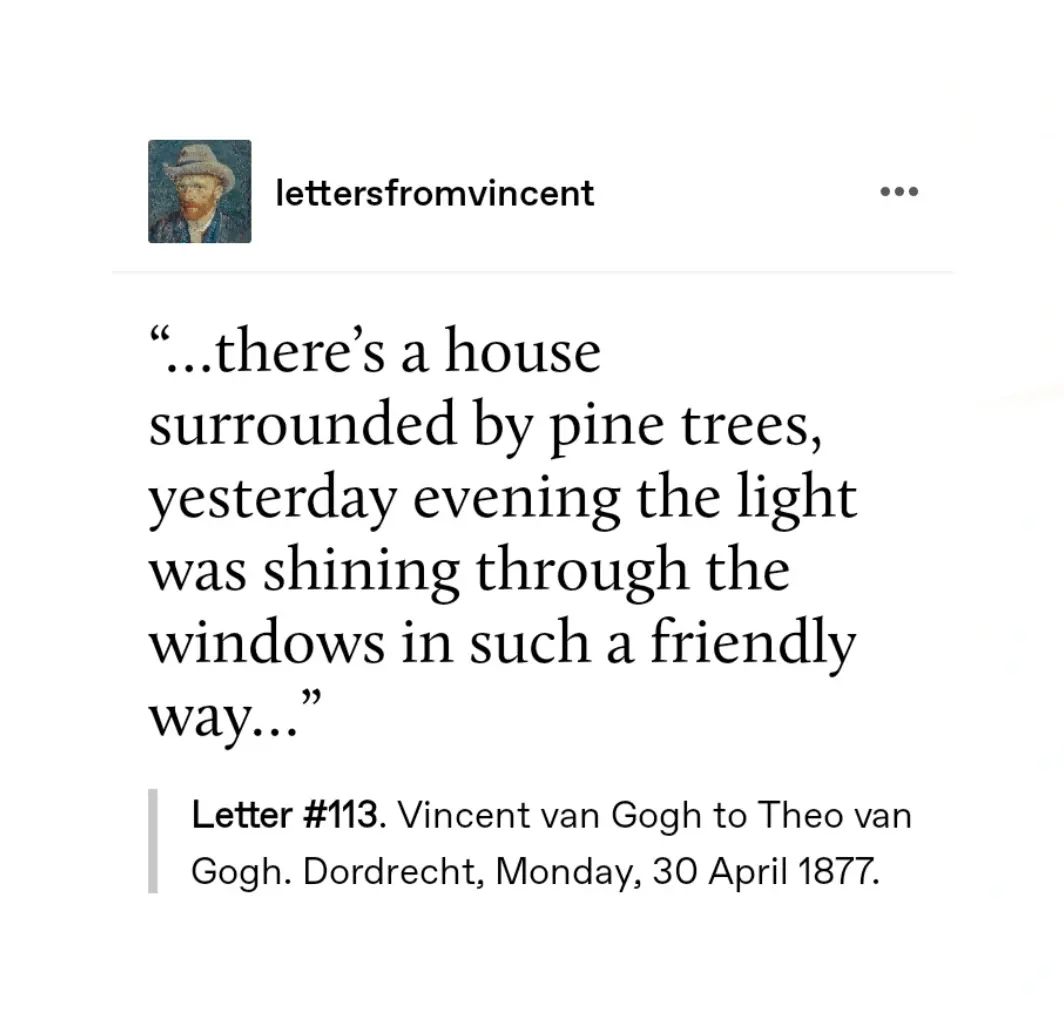 lettersfromvincent
“...there’s a house
surrounded by pine trees,
yesterday evening the light
was shining through the
windows in such a friendly
way...”
Letter #113. Vincent van Gogh to Theo van
Gogh. Dordrecht, Monday, 30 April 1877.